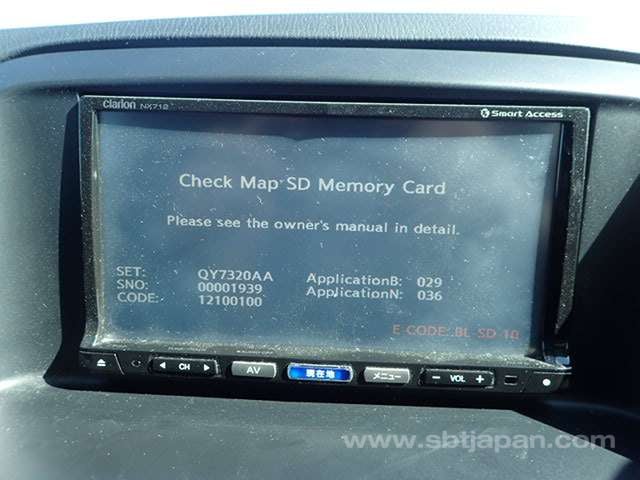 clarion NX712
Smart Access
Check Map SD Memory Card
Please see the owner's manual in detail.
SET: QY7320AA ApplicationB: 029
SNO: 00001939 ApplicationN: 036
CODE: 12100100
E-CODE: BL-SD-10
CH
AV
現在地
メニュー
- VOL +
www.sbtjapan.com